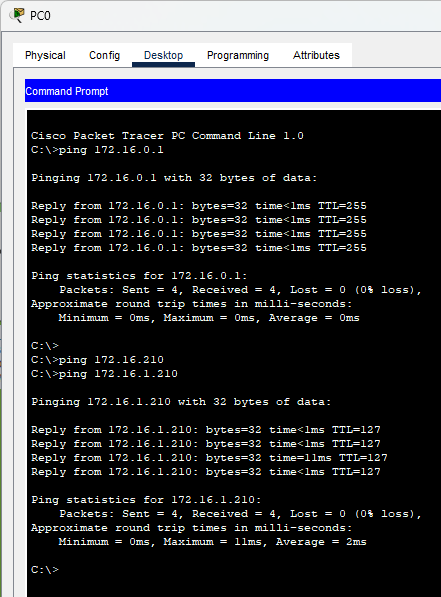 PC0
Physical Config Desktop Programming Attributes
Command Prompt
Cisco Packet Tracer PC Command Line 1.0
C:\>ping 172.16.0.1
Pinging 172.16.0.1 with 32 bytes of data:
Reply from 172.16.0.1: bytes=32 time<1ms TTL=255
Reply from 172.16.0.1: bytes=32 time<1ms TTL=255
Reply from 172.16.0.1: bytes=32 time<1ms TTL=255
Reply from 172.16.0.1: bytes=32 time<1ms TTL=255
Ping statistics for 172.16.0.1:
Packets: Sent = 4, Received = 4, Lost = 0 (0% loss),
Approximate round trip times in milli-seconds:
Minimum = 0ms, Maximum = 0ms, Average = 0ms
C:\>
C:\>ping 172.16.210
C:\>ping 172.16.1.210
Pinging 172.16.1.210 with 32 bytes of data:
Reply from 172.16.1.210: bytes=32 time<1ms TTL=127
Reply from 172.16.1.210: bytes=32 time<1ms TTL=127
Reply from 172.16.1.210: bytes=32 time=11ms TTL=127
Reply from 172.16.1.210: bytes=32 time<1ms TTL=127
Ping statistics for 172.16.1.210:
Packets: Sent = 4, Received = 4, Lost = 0 (0% loss),
Approximate round trip times in milli-seconds:
Minimum = 0ms, Maximum = 11ms, Average = 2ms
C:\>